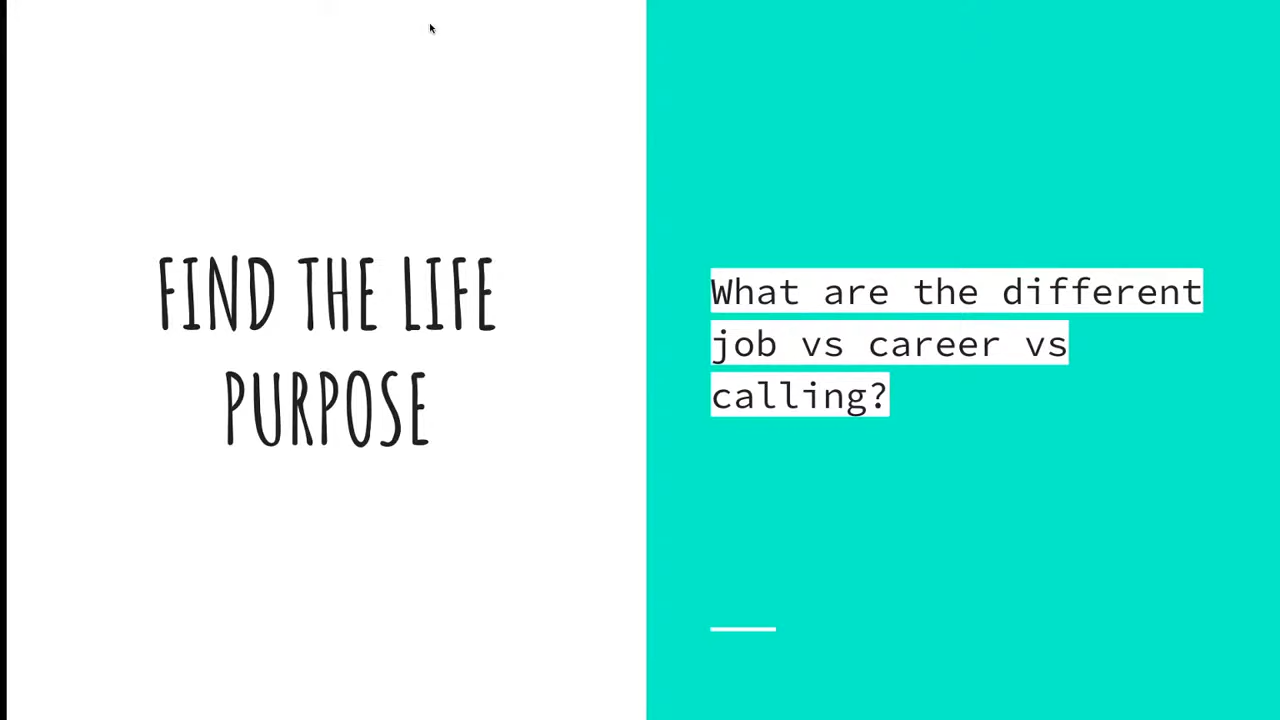 FIND THE LIFE
PURPOSE
What are the different
job vs career vs
calling?